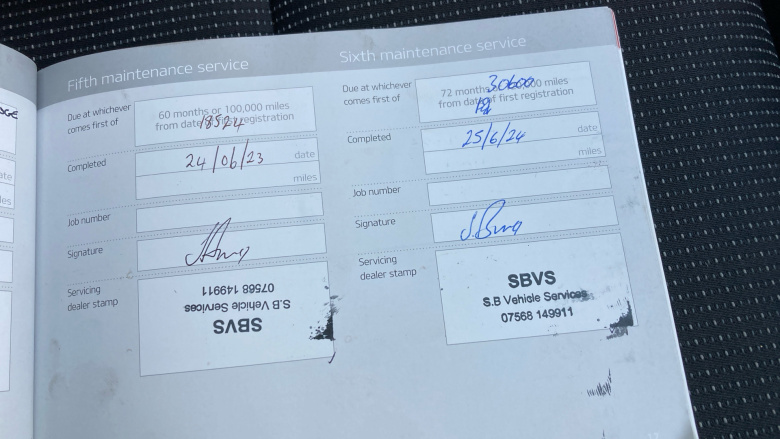 Fifth maintenance service
Due at whichever
comes first of
60 months or 100,000 miles
from date registration
18524
Completed
24/06/23
date
miles
Job number
Signature
Servicing
dealer stamp
SBVS
S.B Vehicle Services
07568 149911
Sixth maintenance service
Due at whichever
comes first of
72 months 000 miles
30600
from date of first registration
Completed
25/6/24
date
miles
Job number
Signature
Servicing
dealer stamp
SBVS
S.B Vehicle Services
07568 149911